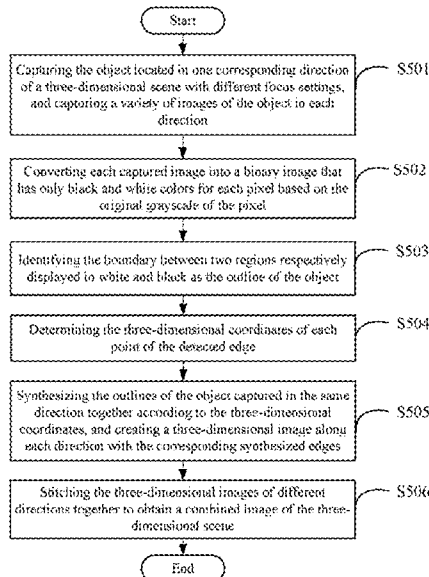 Start
Capturing the object located in one corresponding direction
of a three-dimensional scene with different focus settings,
and capturing a variety of images of the object in each
direction
S501
Converting each captured image into a binary image that
has only black and white colors for each pixel based on the
original grayscale of the pixel
S502
Identifying the boundary between two regions respectively
displayed in white and black as the outline of the object
S503
Determining the three-dimensional coordinates of each
point of the detected edge
S504
Synthesizing the outlines of the object captured in the same
direction together according to the three-dimensional
coordinates, and creating a three-dimensional image along
each direction with the corresponding synthesized edges
S505
Stitching the three-dimensional images of different
directions together to obtain a combined image of the three-
dimensional scene
S506
End